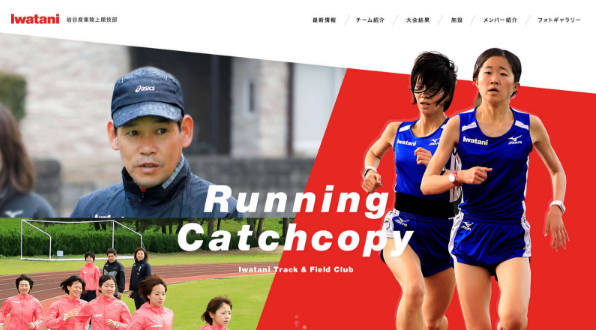 Iwatani 岩谷産業陸上競技部
最新情報 / チーム紹介 / 大会結果 / 施設 / メンバー紹介 / フォトギャラリー
asics
Iwatani
MIZUNO
Iwatani
Running
Catchcopy
Iwatani Track & Field Club